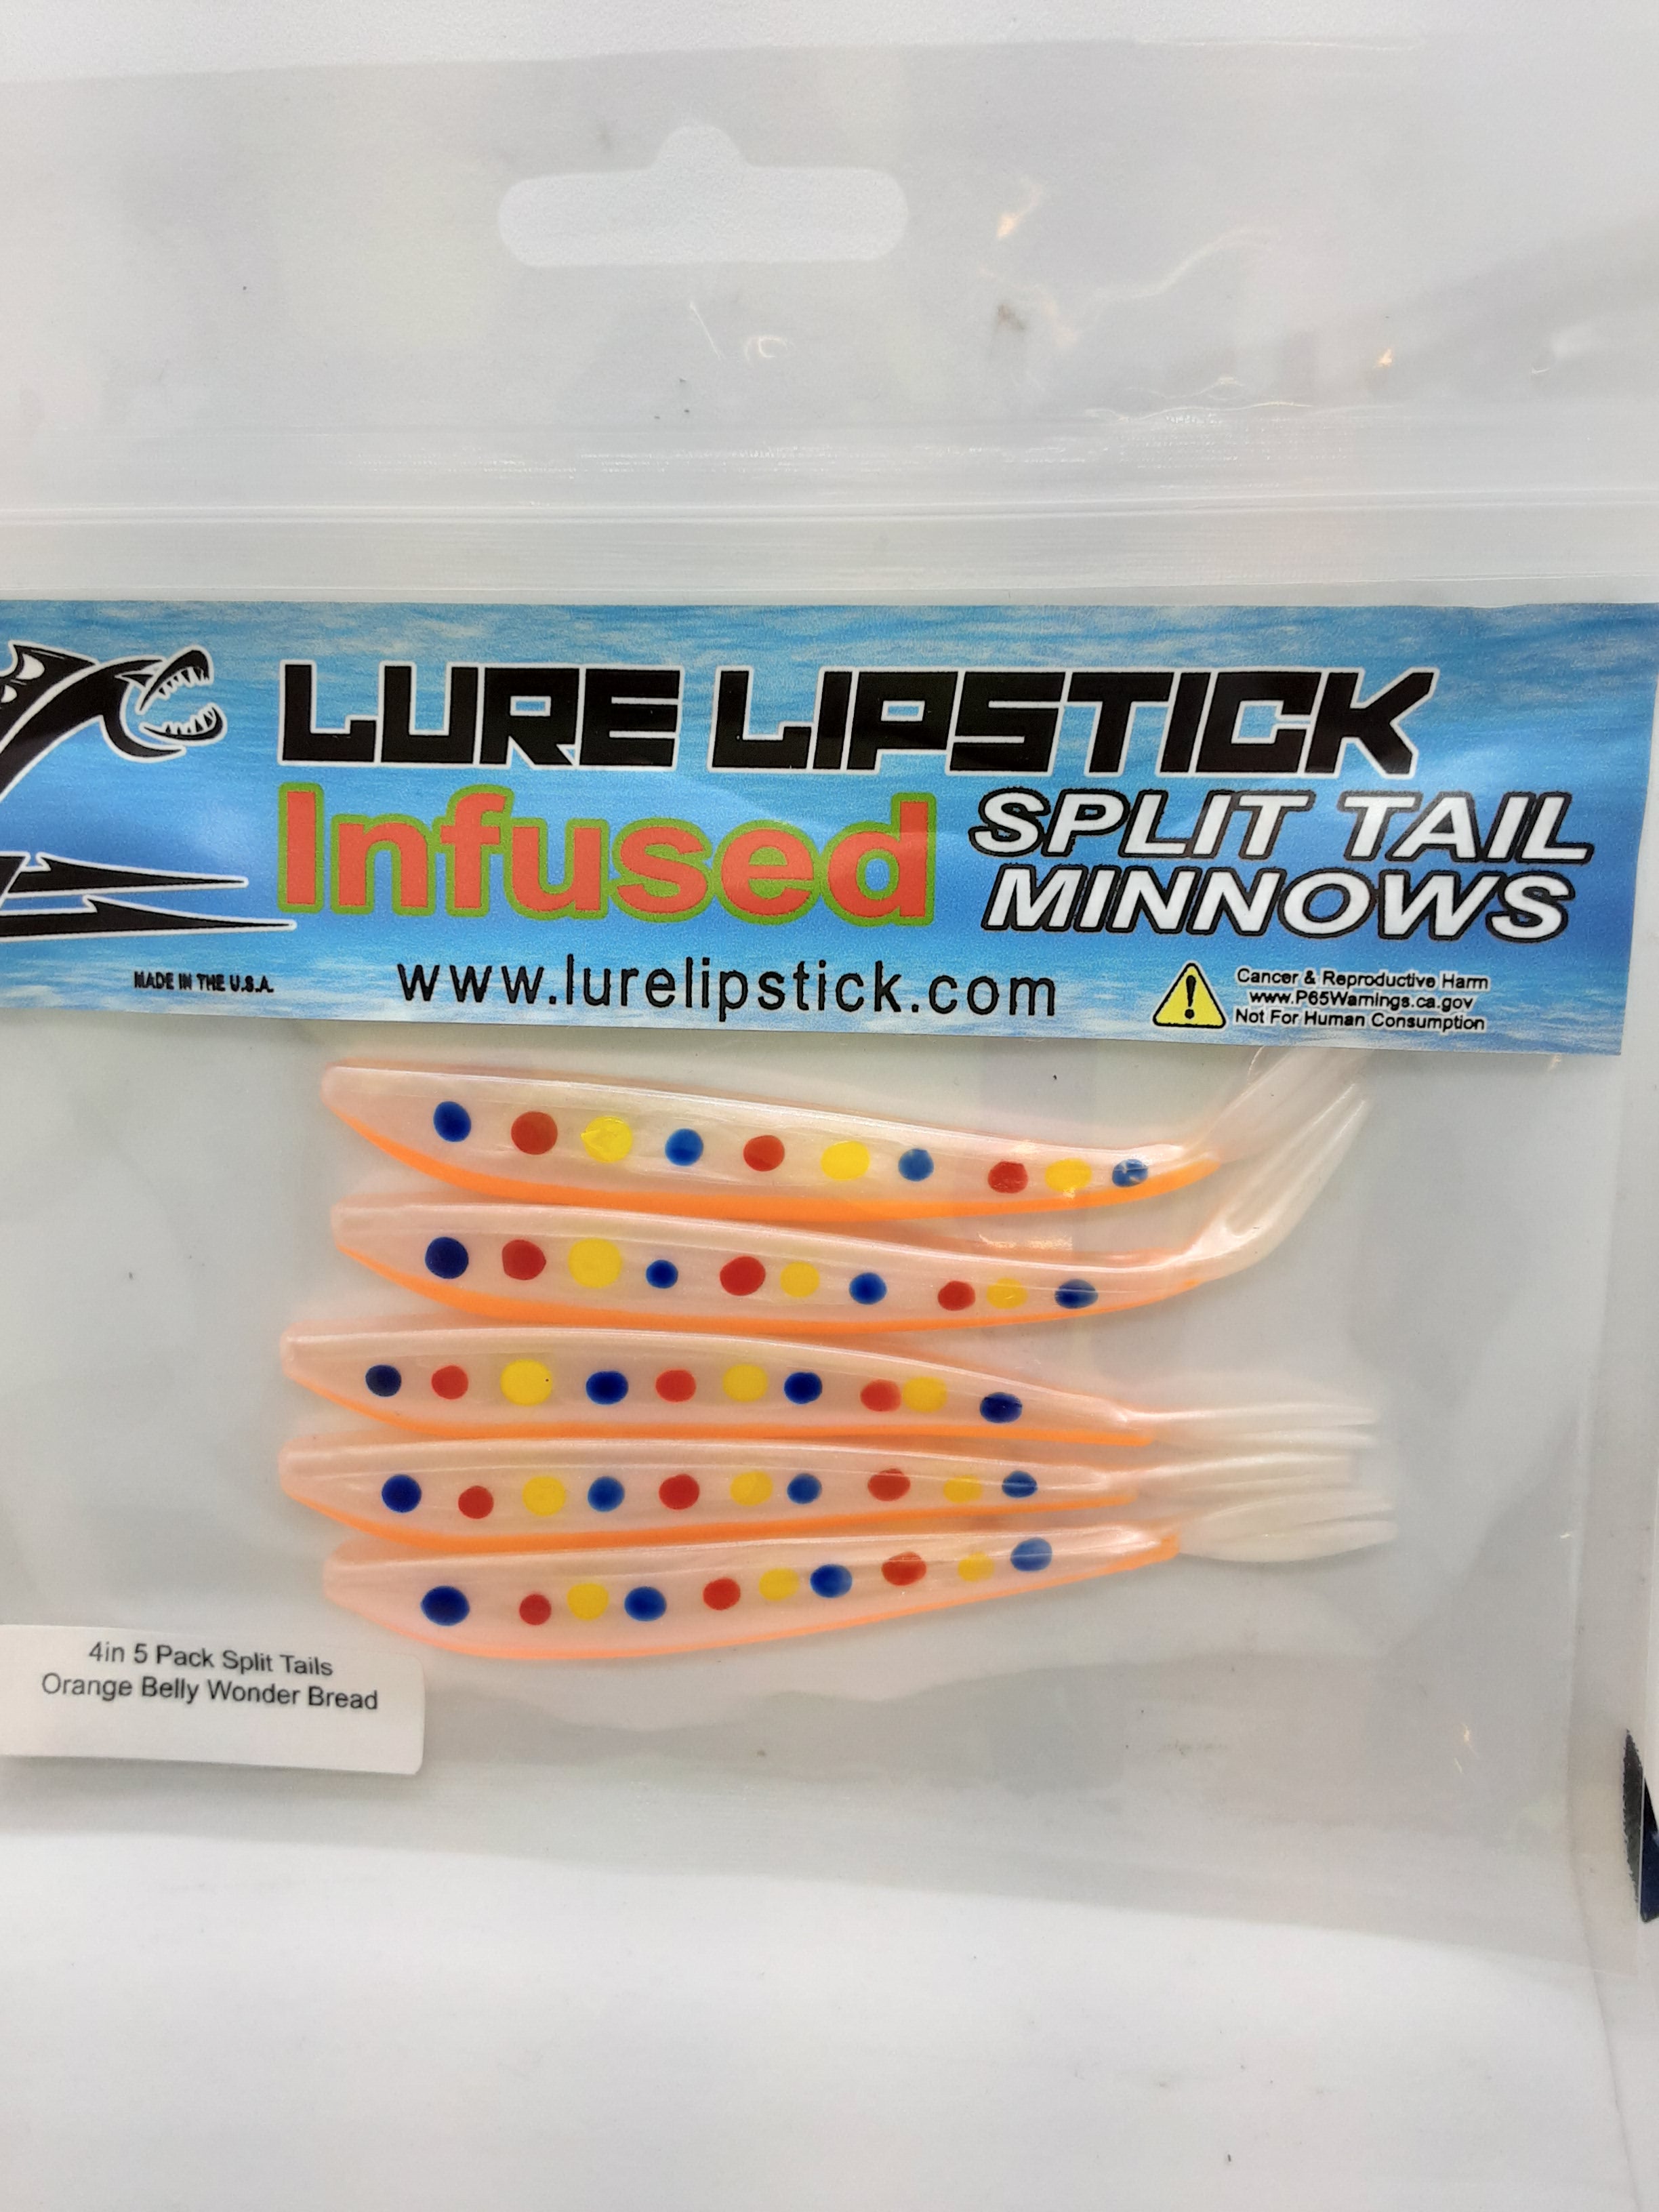 LURE LIPSTICK
Infused
SPLIT TAIL
MINNOWS
MADE IN THE U.S.A.
www.lurelipstick.com
Cancer & Reproductive Harm
www.P65Warnings.ca.gov
Not For Human Consumption
4in 5 Pack Split Tails
Orange Belly Wonder Bread